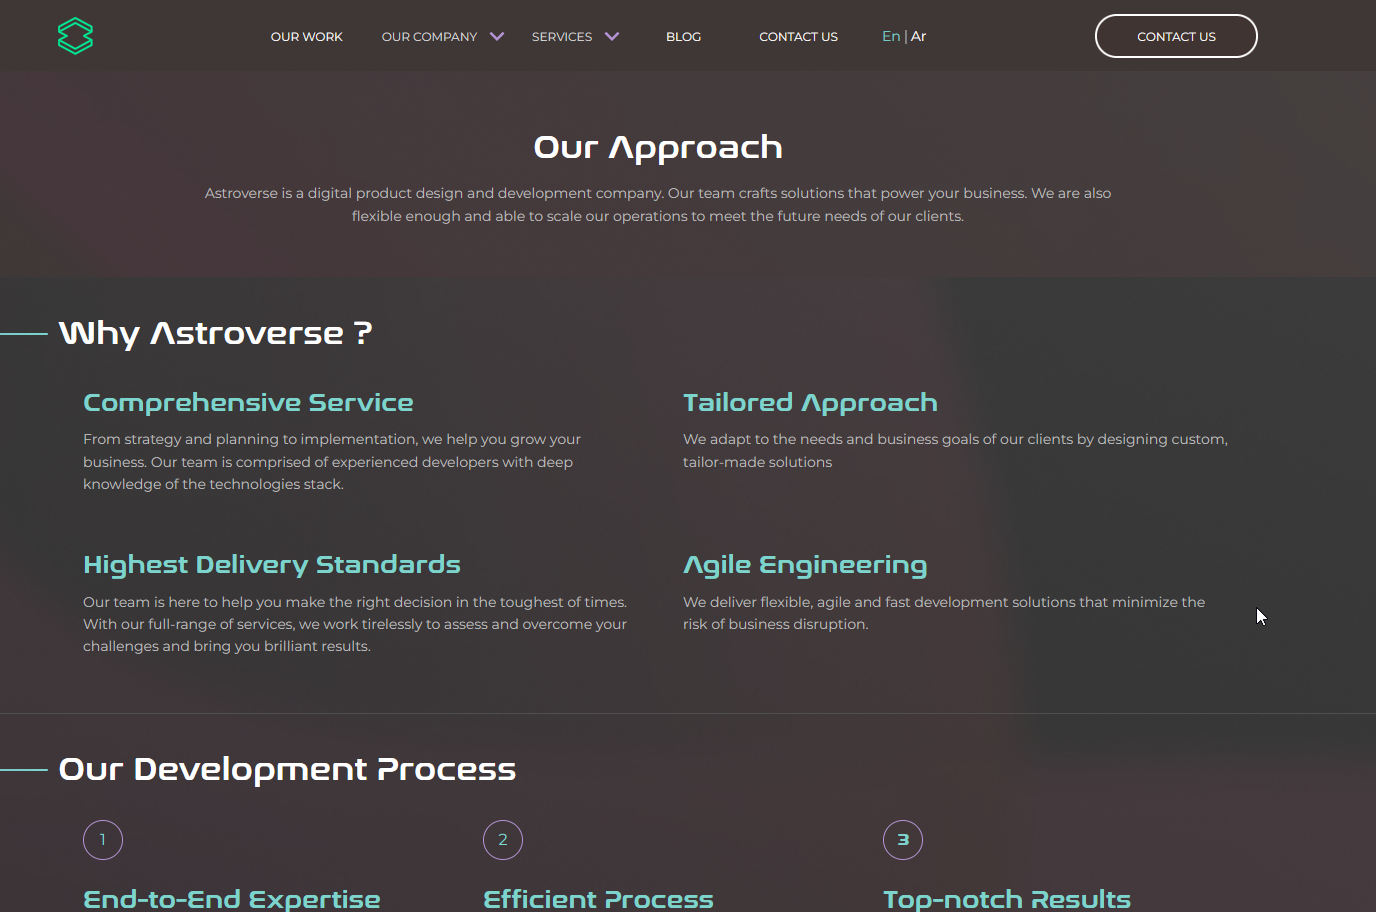 OUR WORK OUR COMPANY SERVICES BLOG CONTACT US En | Ar CONTACT US
Our Approach
Astroverse is a digital product design and development company. Our team crafts solutions that power your business. We are also
flexible enough and able to scale our operations to meet the future needs of our clients.
Why Astroverse ?
Comprehensive Service
From strategy and planning to implementation, we help you grow your
business. Our team is comprised of experienced developers with deep
knowledge of the technologies stack.
Tailored Approach
We adapt to the needs and business goals of our clients by designing custom,
tailor-made solutions
Highest Delivery Standards
Our team is here to help you make the right decision in the toughest of times.
With our full-range of services, we work tirelessly to assess and overcome your
challenges and bring you brilliant results.
Agile Engineering
We deliver flexible, agile and fast development solutions that minimize the
risk of business disruption.
Our Development Process
1
End-to-End Expertise
2
Efficient Process
3
Top-notch Results